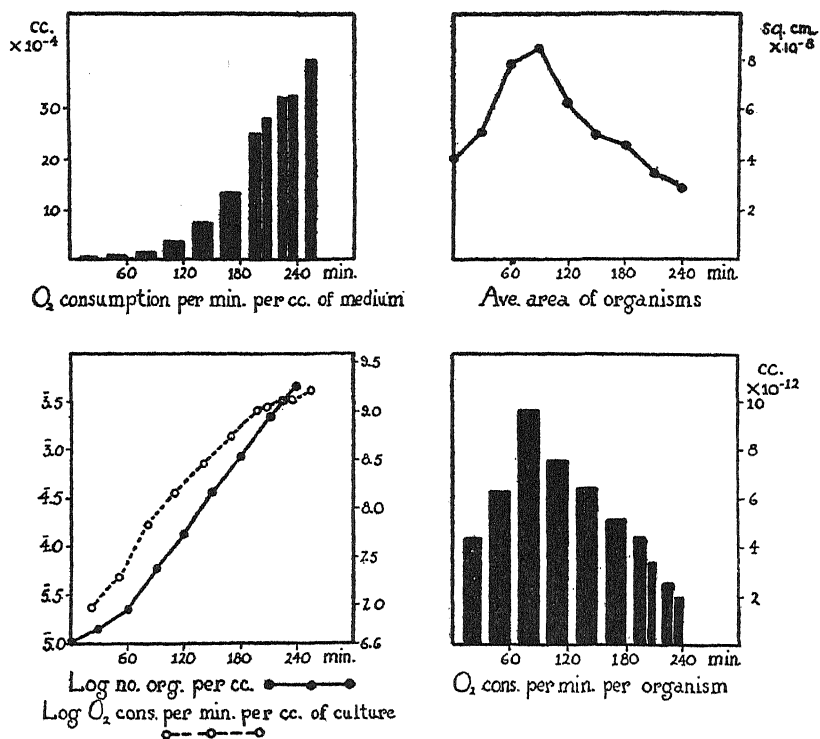 cc.
×10⁻⁴
30
20
10
60 120 180 240 min.
O₂ consumption per min. per cc. of medium
Sq. cm.
×10⁻⁸
8
6
4
2
60 120 180 240 min
Ave. area of organisms
3̄.5
3̄.0
4̄.5
4̄.0
5̄.5
5̄.0
9.5
9.0
8.5
8.0
7.5
7.0
6.6
60 120 180 240 min.
Log no. org. per cc.
Log O₂ cons. per min. per cc. of culture
cc.
×10⁻¹²
10
8
6
4
2
60 120 180 240 min
O₂ cons. per min. per organism